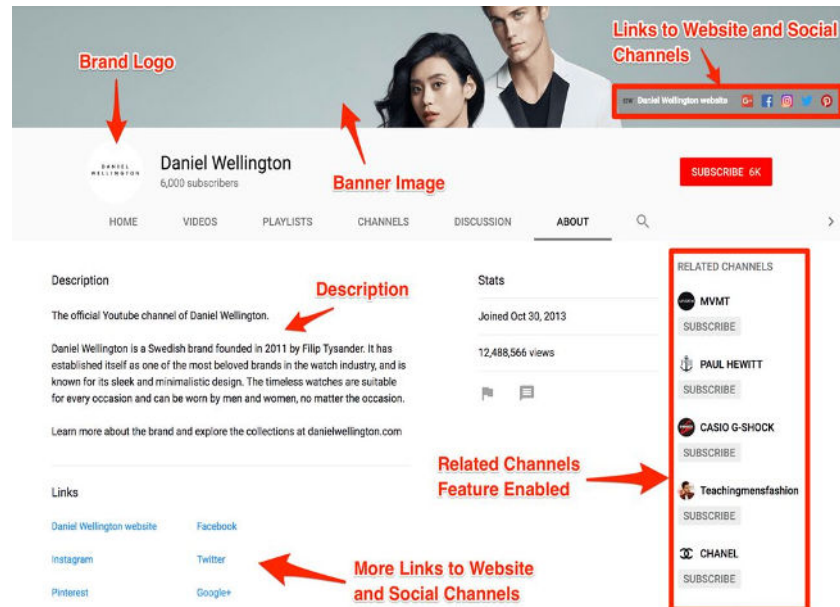 Links to Website and Social
Channels
Brand Logo
Daniel Wellington website
DANIEL
WELLINGTON
Daniel Wellington
6,000 subscribers
Banner Image
SUBSCRIBE 6K
HOME VIDEOS PLAYLISTS CHANNELS DISCUSSION ABOUT
Description
Description
The official Youtube channel of Daniel Wellington.
Daniel Wellington is a Swedish brand founded in 2011 by Filip Tysander. It has
established itself as one of the most beloved brands in the watch industry, and is
known for its sleek and minimalistic design. The timeless watches are suitable
for every occasion and can be worn by men and women, no matter the occasion.
Learn more about the brand and explore the collections at danielwellington.com
Stats
Joined Oct 30, 2013
12,488,566 views
RELATED CHANNELS
MVMT
SUBSCRIBE
PAUL HEWITT
SUBSCRIBE
CASIO G-SHOCK
SUBSCRIBE
Teachingmensfashion
SUBSCRIBE
CHANEL
SUBSCRIBE
Related Channels
Feature Enabled
Links
Daniel Wellington website Facebook
Instagram Twitter
Pinterest Google+
More Links to Website
and Social Channels